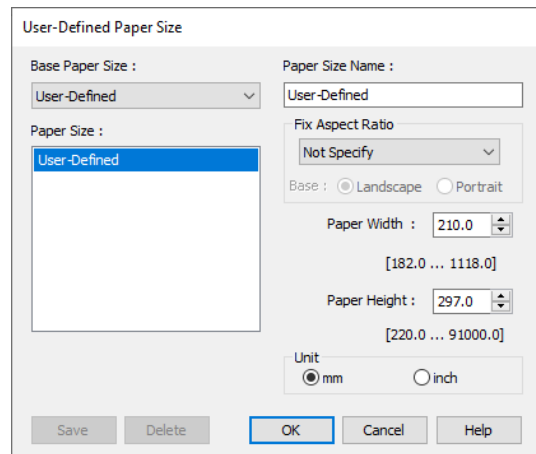 User-Defined Paper Size
Base Paper Size :
User-Defined
Paper Size :
User-Defined
Paper Size Name :
User-Defined
Fix Aspect Ratio
Not Specify
Base : Landscape Portrait
Paper Width : 210.0
[182.0 ... 1118.0]
Paper Height : 297.0
[220.0 ... 91000.0]
Unit
mm inch
Save Delete OK Cancel Help